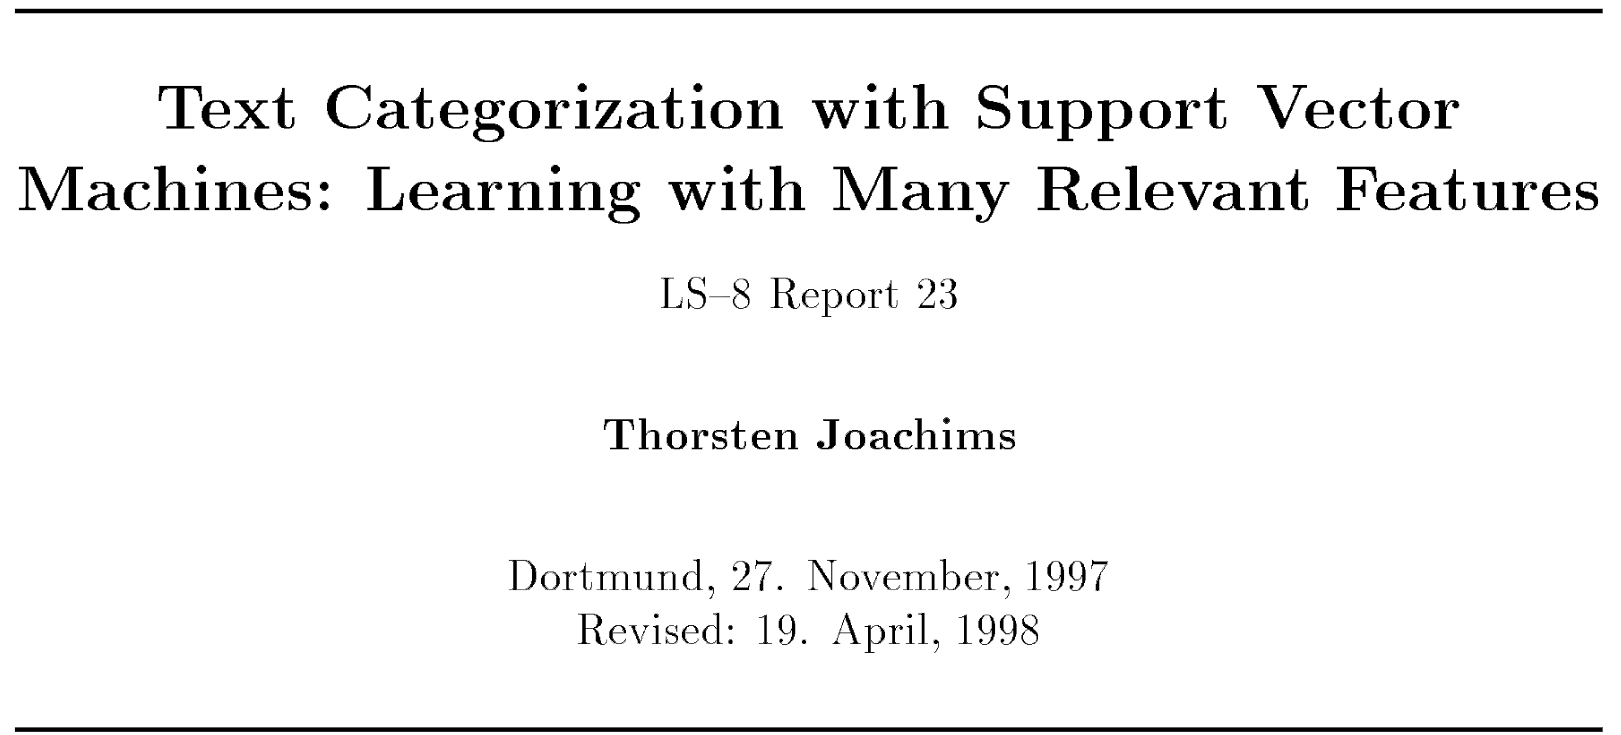 Text Categorization with Support Vector
Machines: Learning with Many Relevant Features
LS–8 Report 23
Thorsten Joachims
Dortmund, 27. November, 1997
Revised: 19. April, 1998